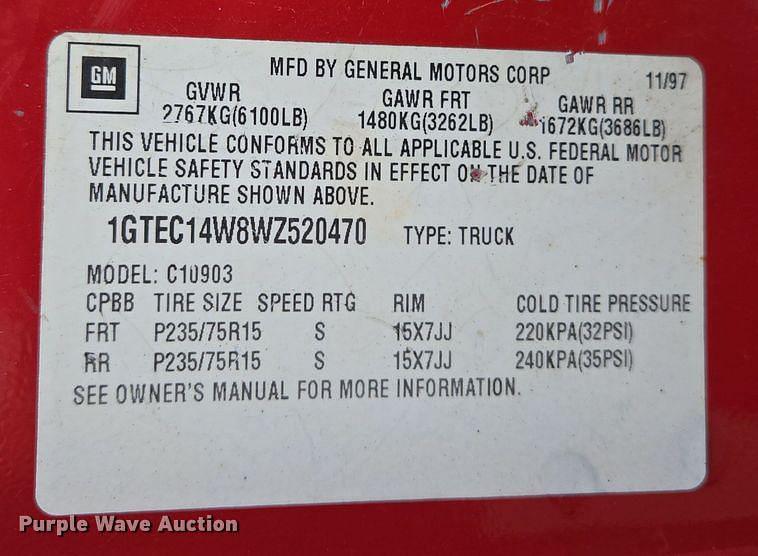 GM
MFD BY GENERAL MOTORS CORP 11/97
GVWR GAWR FRT GAWR RR
2767KG(6100LB) 1480KG(3262LB) 1672KG(3686LB)
THIS VEHICLE CONFORMS TO ALL APPLICABLE U.S. FEDERAL MOTOR
VEHICLE SAFETY STANDARDS IN EFFECT ON THE DATE OF
MANUFACTURE SHOWN ABOVE.
1GTEC14W8WZ520470 TYPE: TRUCK
MODEL: C10903
CPBB TIRE SIZE SPEED RTG RIM COLD TIRE PRESSURE
FRT P235/75R15 S 15X7JJ 220KPA(32PSI)
RR P235/75R15 S 15X7JJ 240KPA(35PSI)
SEE OWNER'S MANUAL FOR MORE INFORMATION.
Purple Wave Auction